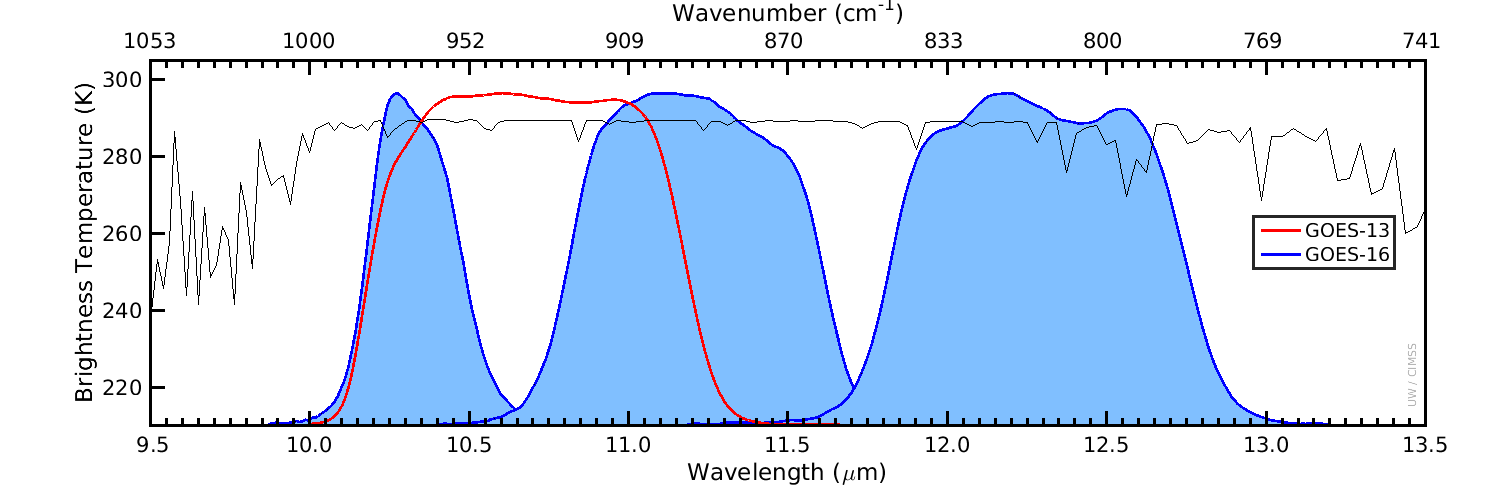 Wavenumber (cm-1)
1053 1000 952 909 870 833 800 769 741
300
280
260
240
220
Brightness Temperature (K)
GOES-13
GOES-16
UW / CIMSS
9.5 10.0 10.5 11.0 11.5 12.0 12.5 13.0 13.5
Wavelength (μm)